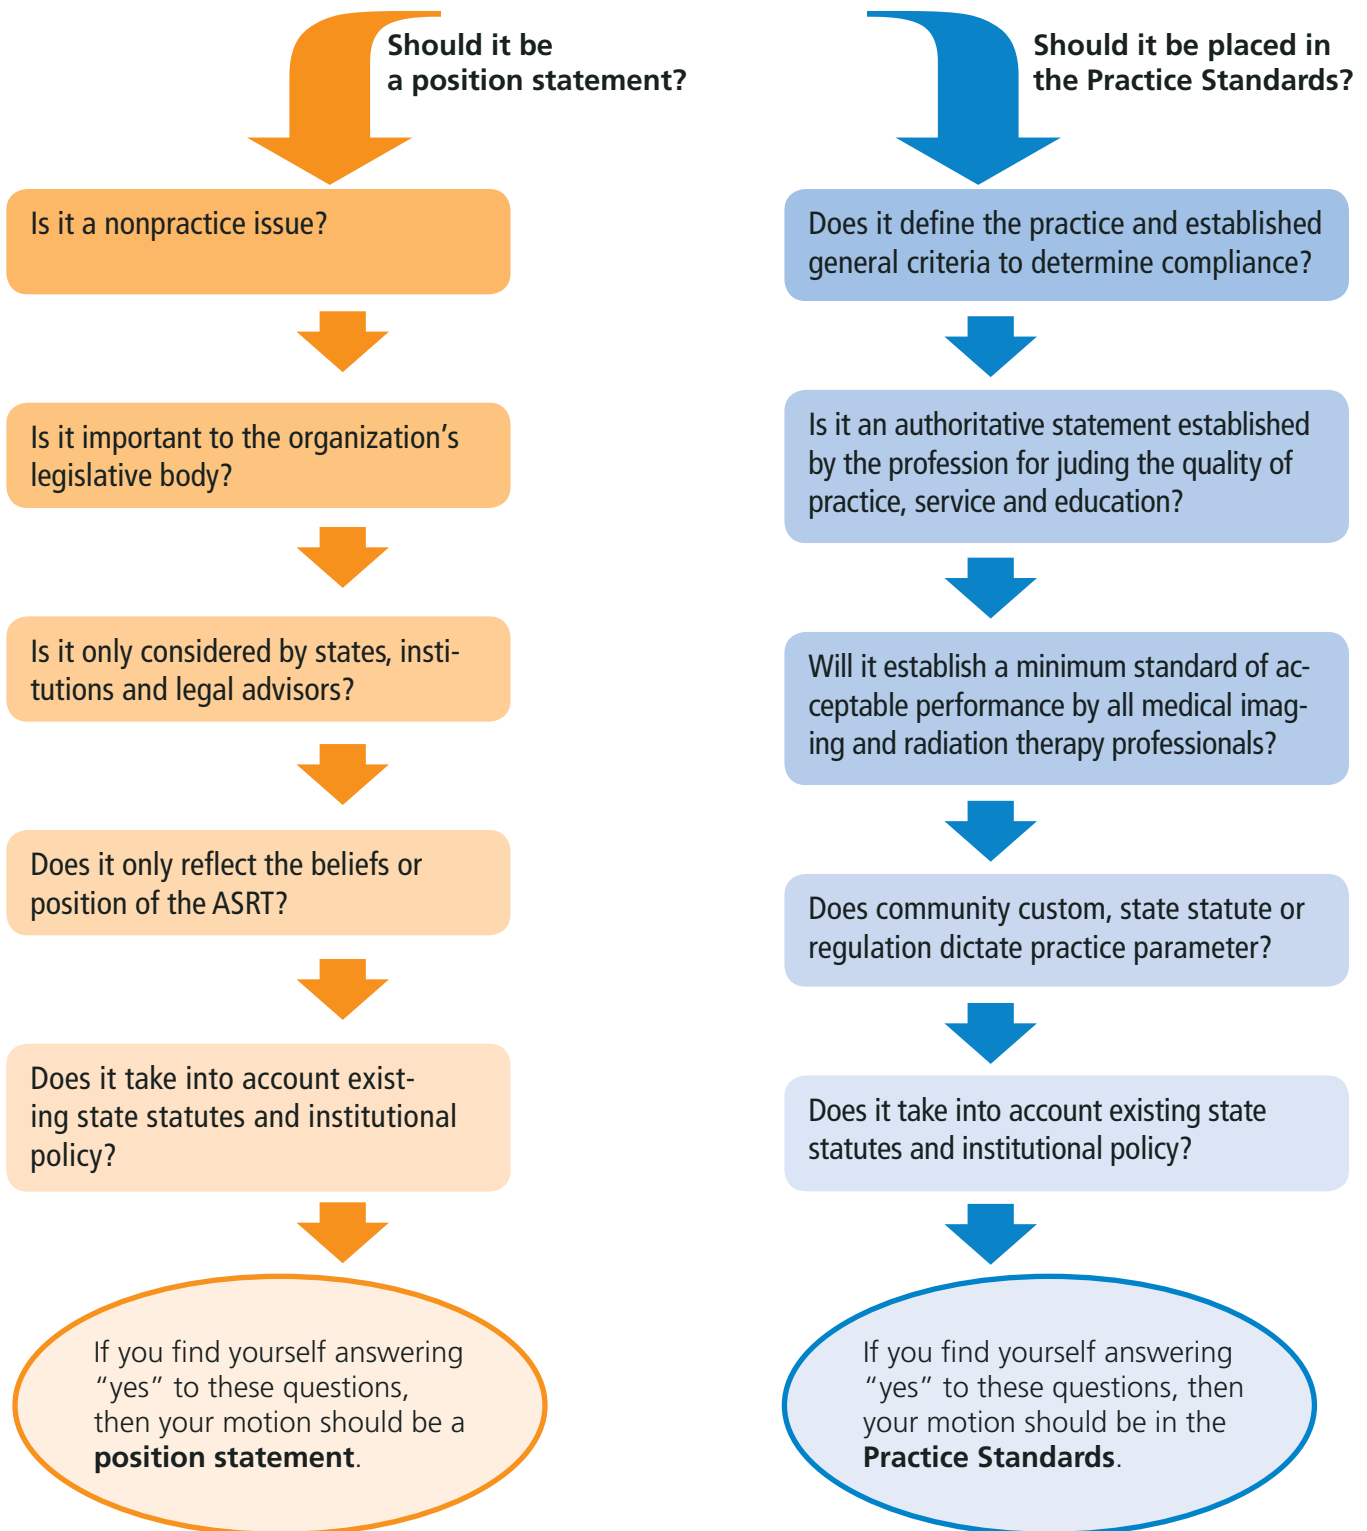 Should it be
a position statement?
Is it a nonpractice issue?
Is it important to the organization's
legislative body?
Is it only considered by states, insti-
tutions and legal advisors?
Does it only reflect the beliefs or
position of the ASRT?
Does it take into account exist-
ing state statutes and institutional
policy?
If you find yourself answering
“yes” to these questions,
then your motion should be a
position statement.
Should it be placed in
the Practice Standards?
Does it define the practice and established
general criteria to determine compliance?
Is it an authoritative statement established
by the profession for juding the quality of
practice, service and education?
Will it establish a minimum standard of ac-
ceptable performance by all medical imag-
ing and radiation therapy professionals?
Does community custom, state statute or
regulation dictate practice parameter?
Does it take into account existing state
statutes and institutional policy?
If you find yourself answering
“yes” to these questions, then
your motion should be in the
Practice Standards.